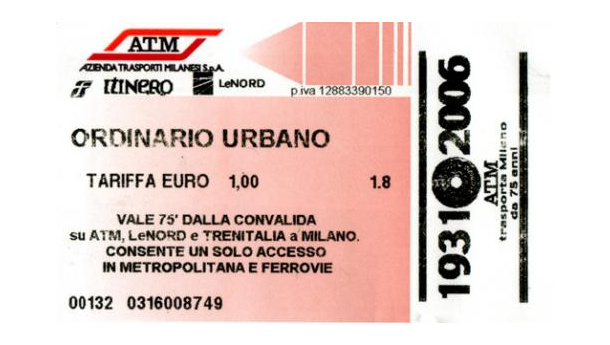 ATM
AZIENDA TRASPORTI MILANESI S.p.A.
ITINERO
LeNORD
p.iva 12883390150
ORDINARIO URBANO
TARIFFA EURO 1,00 1.8
VALE 75' DALLA CONVALIDA
su ATM, LeNORD e TRENITALIA a MILANO.
CONSENTE UN SOLO ACCESSO
IN METROPOLITANA E FERROVIE
00132 0316008749
1931 2006
ATM
trasporta Milano
da 75 anni